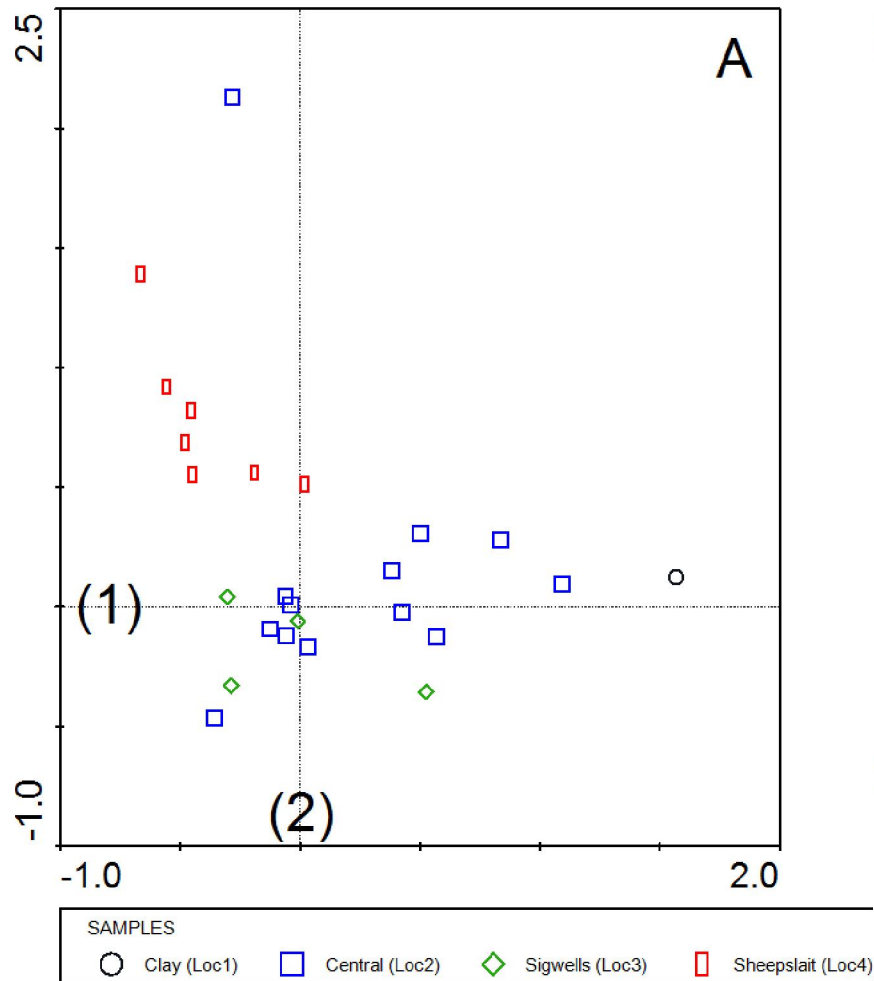 2.5
A
(1)
(2)
-1.0
-1.0
2.0
SAMPLES
Clay (Loc1)
Central (Loc2)
Sigwells (Loc3)
Sheepslait (Loc4)